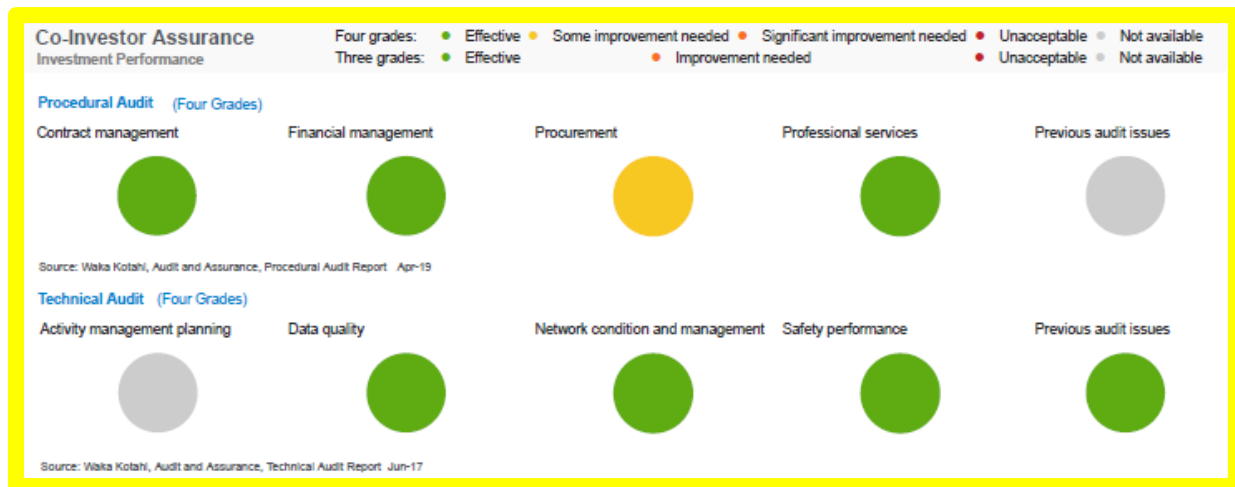 Co-Investor Assurance
Investment Performance
Four grades: Effective Some improvement needed Significant improvement needed Unacceptable Not available
Three grades: Effective Improvement needed Unacceptable Not available
Procedural Audit (Four Grades)
Contract management Financial management Procurement Professional services Previous audit issues
Source: Waka Kotahi, Audit and Assurance, Procedural Audit Report Apr-19
Technical Audit (Four Grades)
Activity management planning Data quality Network condition and management Safety performance Previous audit issues
Source: Waka Kotahi, Audit and Assurance, Technical Audit Report Jun-17